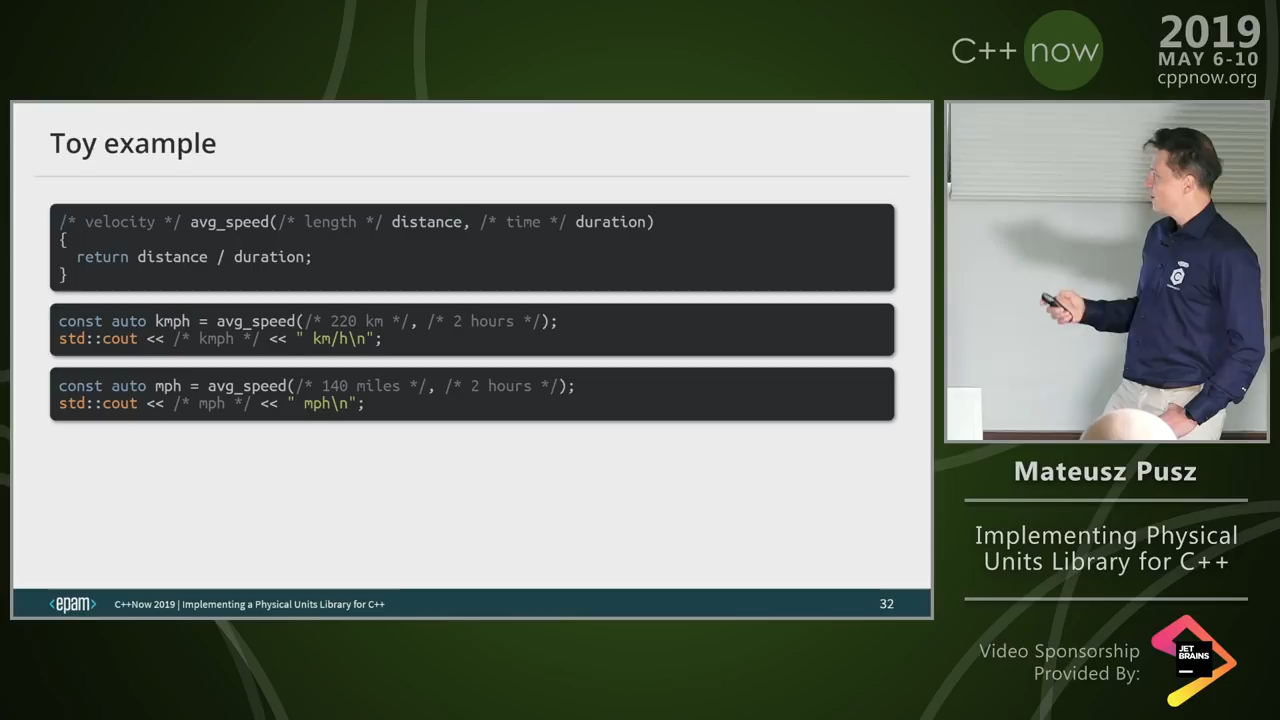 C++ now
2019
MAY 6-10
cppnow.org
Toy example
/* velocity */ avg_speed(/* length */ distance, /* time */ duration)
{
return distance / duration;
}
const auto kmph = avg_speed(/* 220 km */, /* 2 hours */);
std::cout << /* kmph */ << " km/h\n";
const auto mph = avg_speed(/* 140 miles */, /* 2 hours */);
std::cout << /* mph */ << " mph\n";
<epam>
C++Now 2019 | Implementing a Physical Units Library for C++
32
Mateusz Pusz
Implementing Physical
Units Library for C++
Video Sponsorship
Provided By:
JET
BRAINS